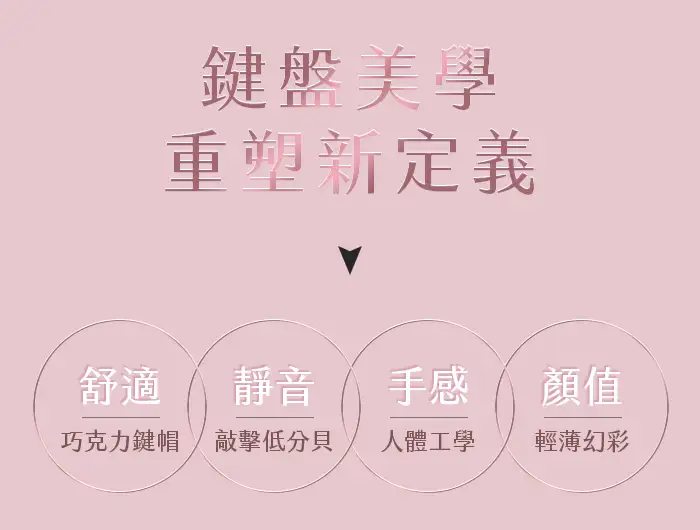 鍵盤美學
重塑新定義
舒適
巧克力鍵帽
靜音
敲擊低分貝
手感
人體工學
顏值
輕薄幻彩